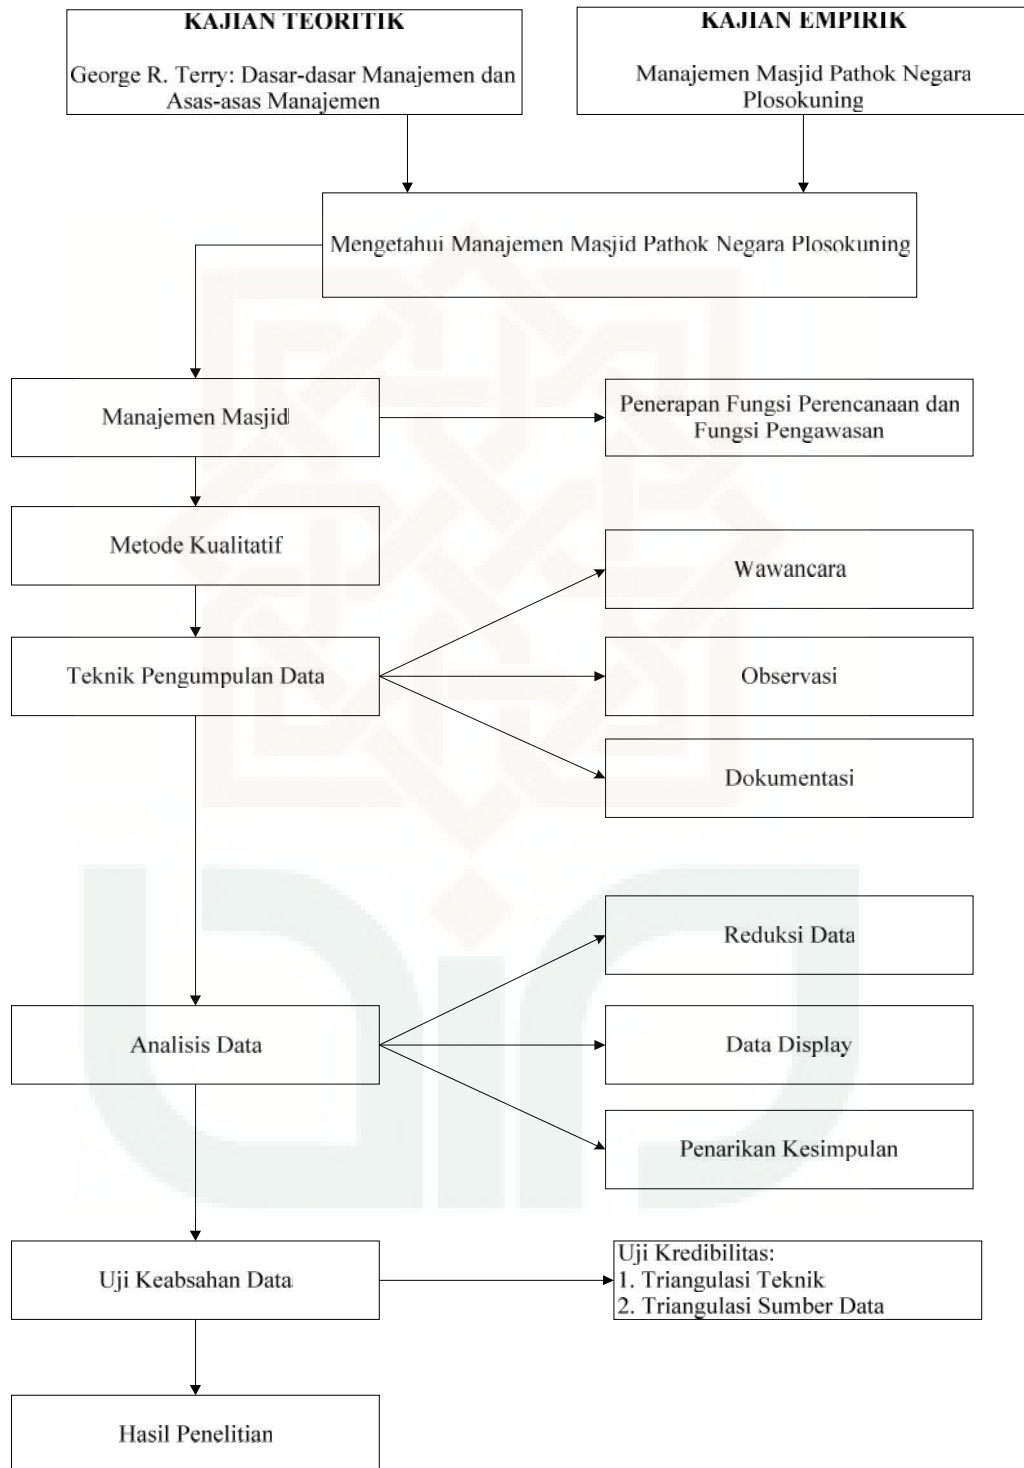 KAJIAN TEORITIK
George R. Terry: Dasar-dasar Manajemen dan
Asas-asas Manajemen
KAJIAN EMPIRIK
Manajemen Masjid Pathok Negara
Plosokuning
Mengetahui Manajemen Masjid Pathok Negara Plosokuning
Manajemen Masjid
Penerapan Fungsi Perencanaan dan
Fungsi Pengawasan
Metode Kualitatif
Teknik Pengumpulan Data
Wawancara
Observasi
Dokumentasi
Analisis Data
Reduksi Data
Data Display
Penarikan Kesimpulan
Uji Keabsahan Data
Uji Kredibilitas:
1. Triangulasi Teknik
2. Triangulasi Sumber Data
Hasil Penelitian